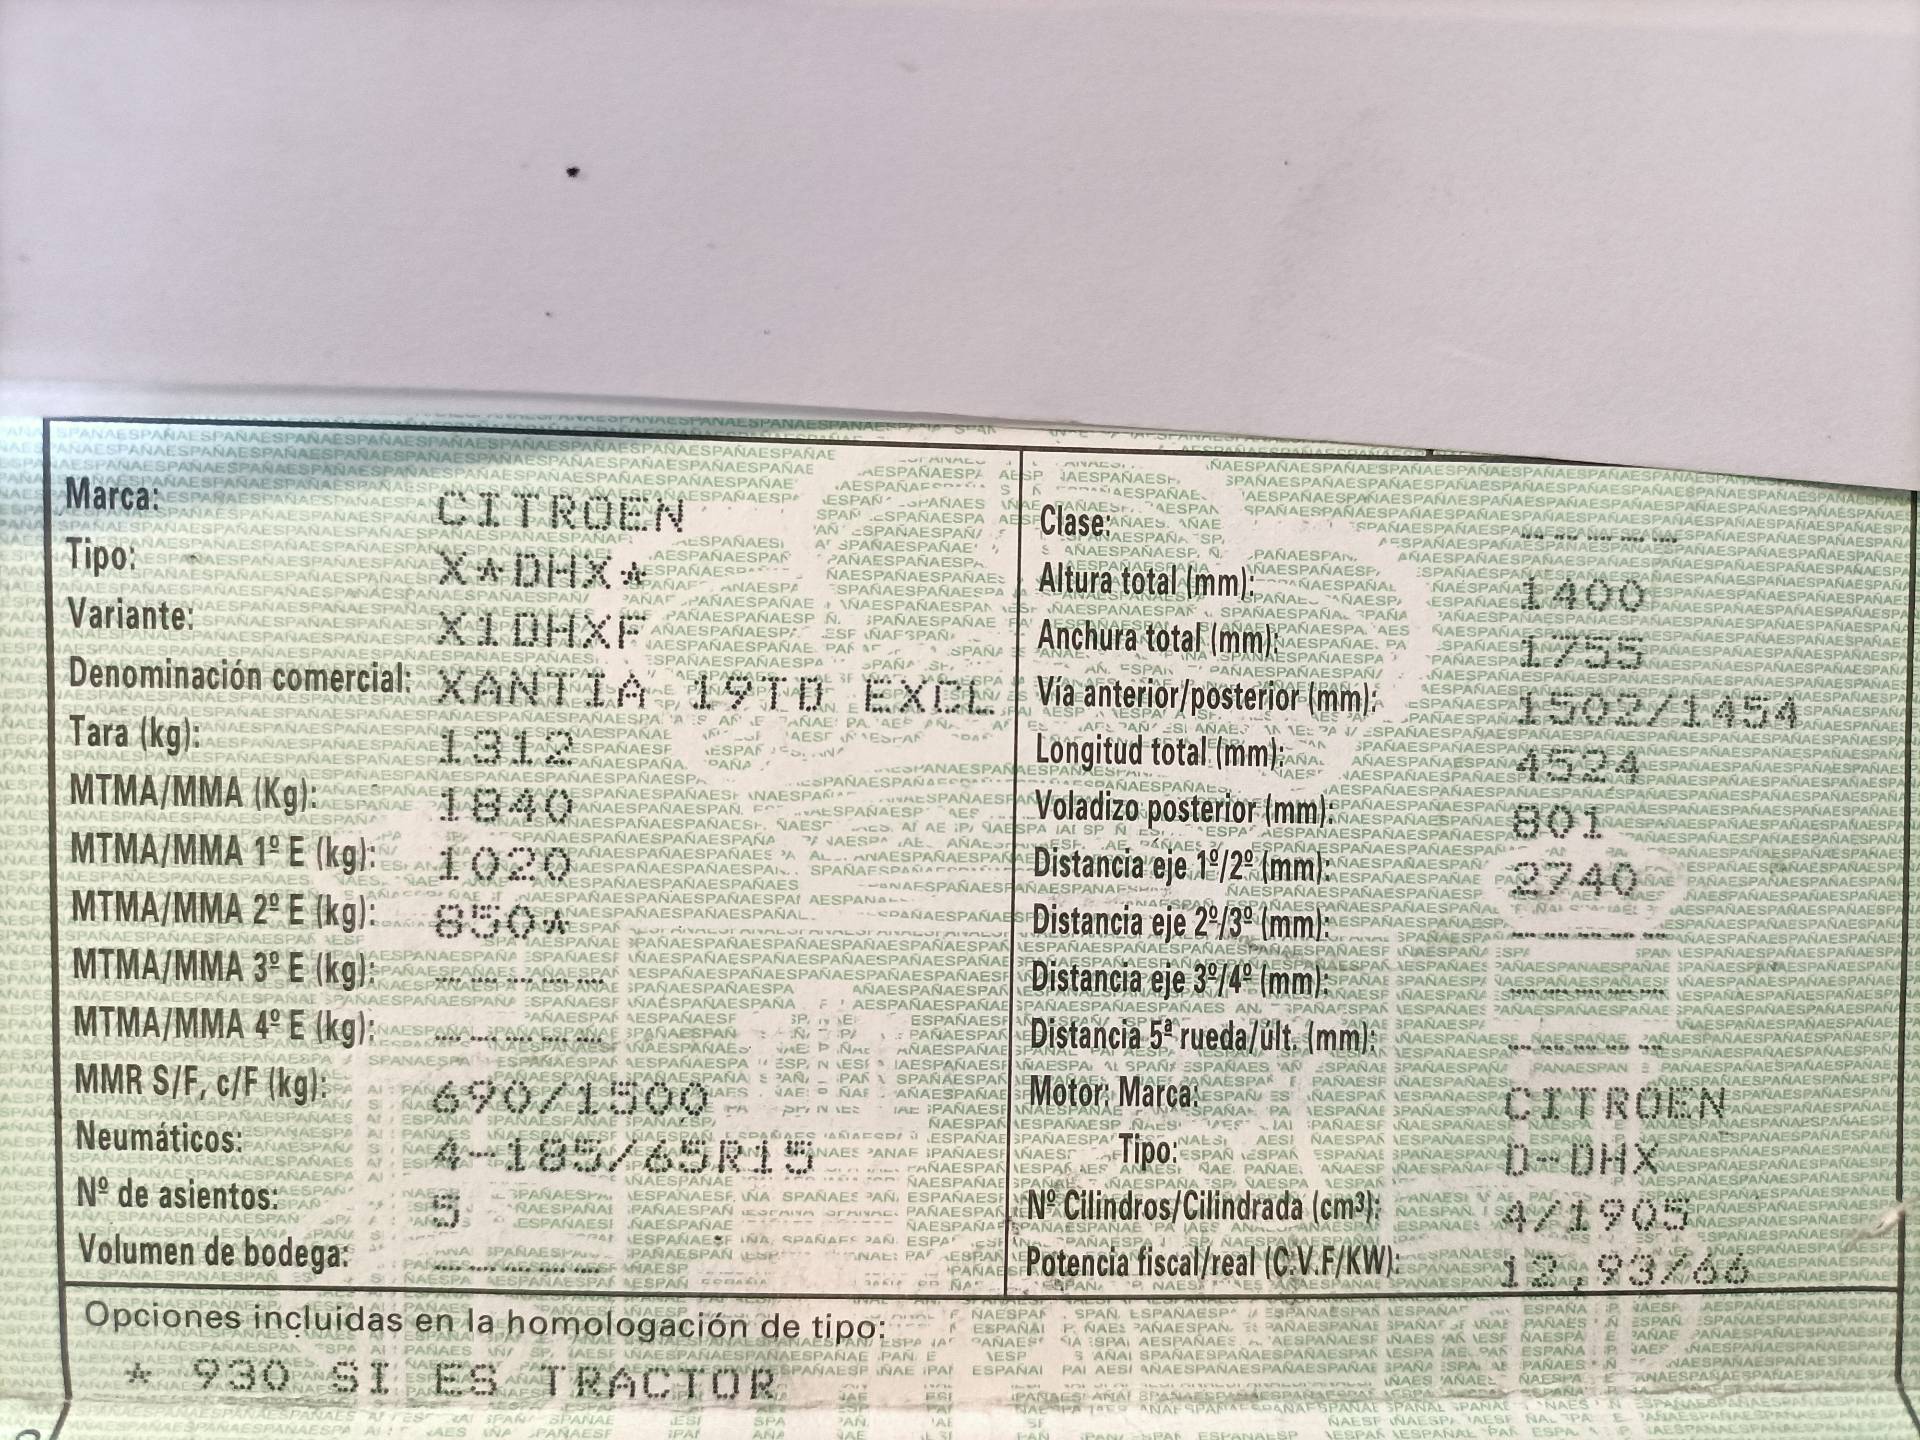 Marca: CITROEN
Tipo: X*DHX*
Variante: X1DHXF
Denominación comercial: XANTIA 19TD EXCL
Tara (kg): 1312
MTMA/MMA (Kg): 1840
MTMA/MMA 1º E (kg): 1020
MTMA/MMA 2º E (kg): 850*
MTMA/MMA 3º E (kg): -----
MTMA/MMA 4º E (kg): -----
MMR S/F, c/F (kg): 690/1500
Neumáticos: 4-185/65R15
Nº de asientos: 5
Volumen de bodega: -----
Clase: -----
Altura total (mm): 1400
Anchura total (mm): 1755
Vía anterior/posterior (mm): 1502/1454
Longitud total (mm): 4524
Voladizo posterior (mm): 801
Distancia eje 1º/2º (mm): 2740
Distancia eje 2º/3º (mm): -----
Distancia eje 3º/4º (mm): -----
Distancia 5ª rueda/últ. (mm): -----
Motor; Marca: CITROEN
Tipo: D-DHX
Nº Cilindros/Cilindrada (cm³): 4/1905
Potencia fiscal/real (C.V.F/KW): 12,93/66
Opciones incluidas en la homologación de tipo:
* 930 SI ES TRACTOR